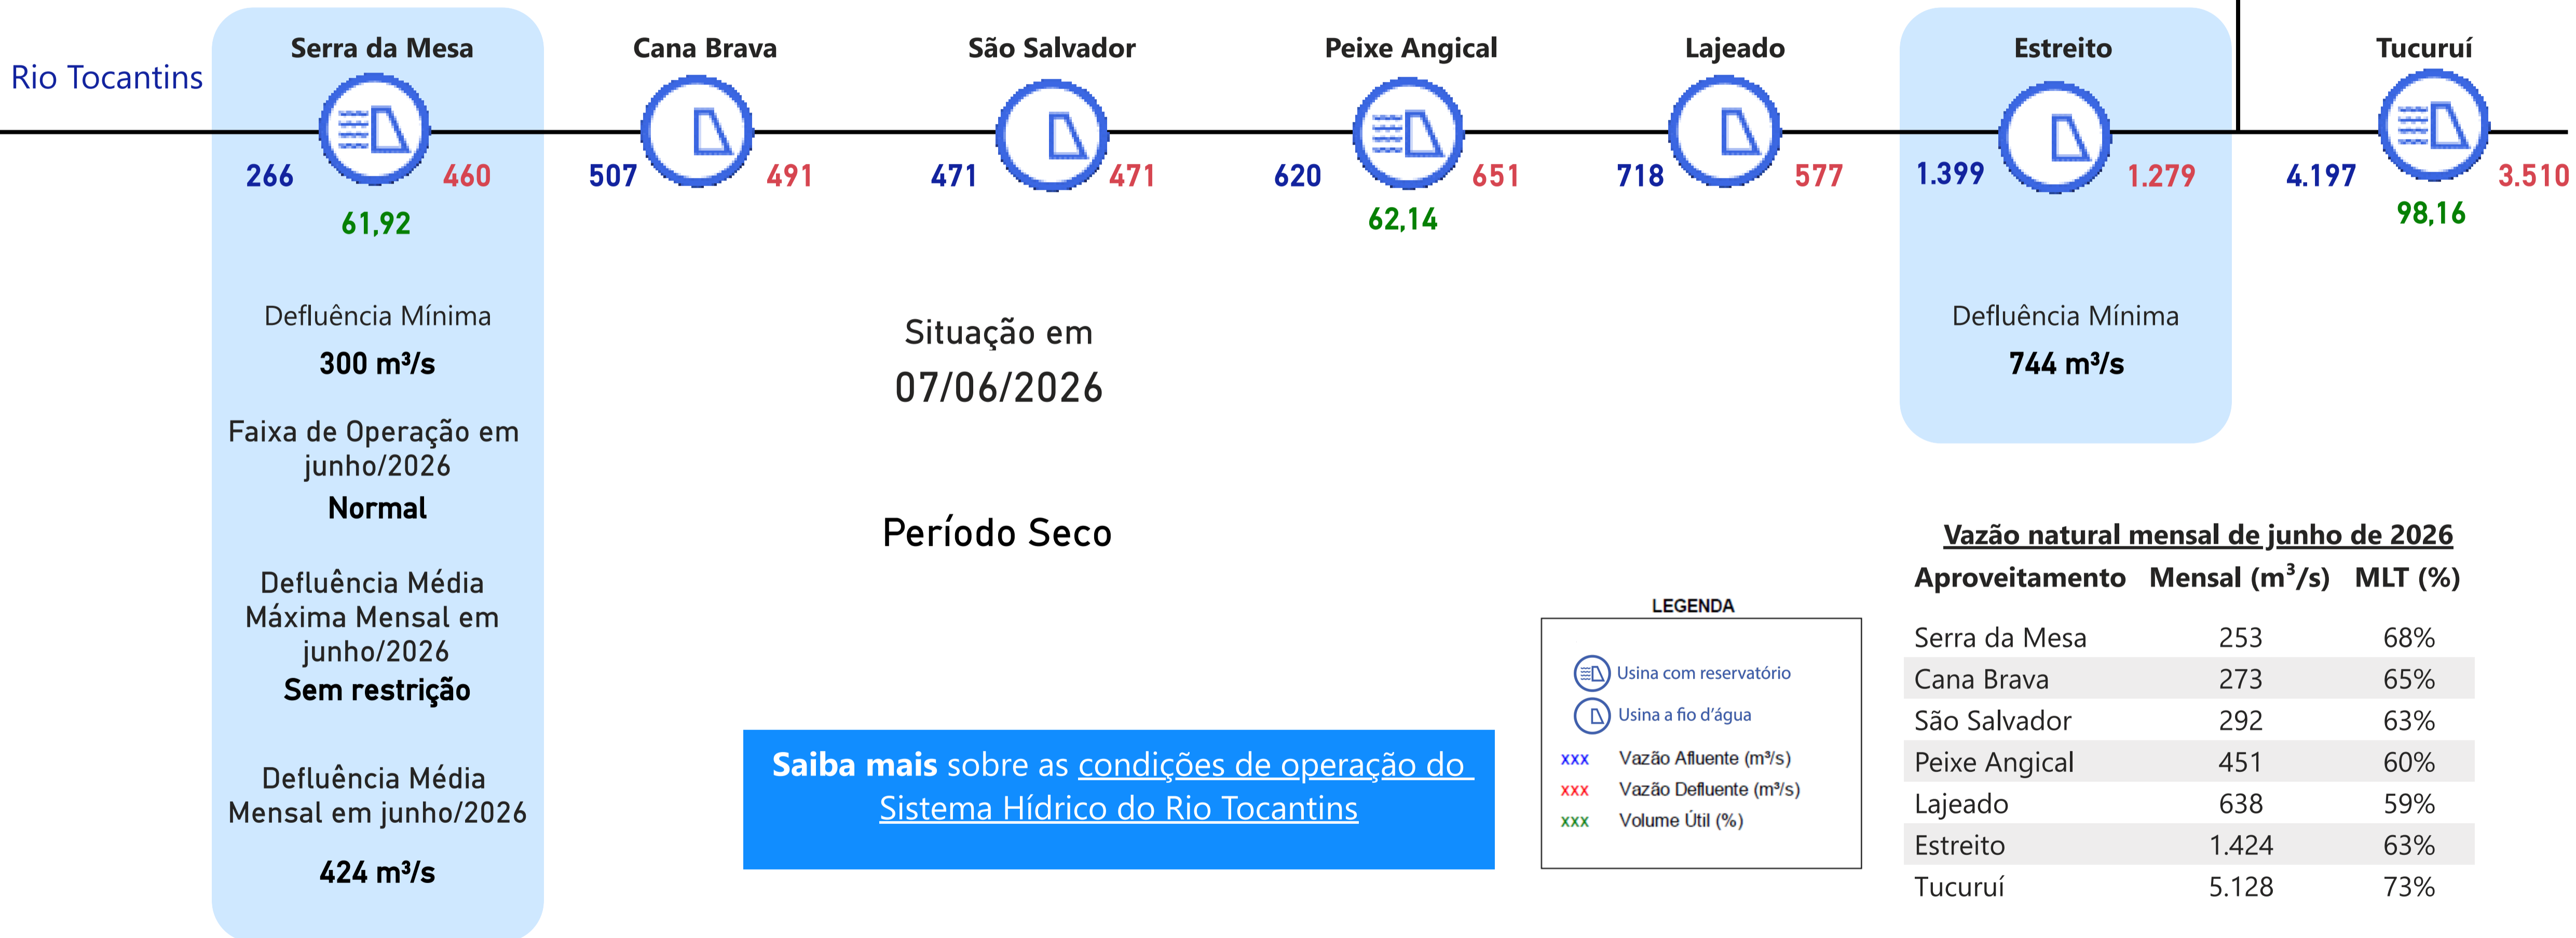 Rio Tocantins
Serra da Mesa
266
460
61,92
Cana Brava
507
491
São Salvador
471
471
Peixe Angical
620
651
62,14
Lajeado
718
577
Estreito
1.399
1.279
Tucuruí
4.197
3.510
98,16
Defluência Mínima
300 m³/s
Faixa de Operação em
junho/2026
Normal
Defluência Média
Máxima Mensal em
junho/2026
Sem restrição
Defluência Média
Mensal em junho/2026
424 m³/s
Situação em
07/06/2026
Período Seco
Saiba mais sobre as condições de operação do
Sistema Hídrico do Rio Tocantins
Defluência Mínima
744 m³/s
LEGENDA
Usina com reservatório
Usina a fio d’água
xxx Vazão Afluente (m³/s)
xxx Vazão Defluente (m³/s)
xxx Volume Útil (%)
Vazão natural mensal de junho de 2026
Aproveitamento Mensal (m³/s) MLT (%)
Serra da Mesa 253 68%
Cana Brava 273 65%
São Salvador 292 63%
Peixe Angical 451 60%
Lajeado 638 59%
Estreito 1.424 63%
Tucuruí 5.128 73%